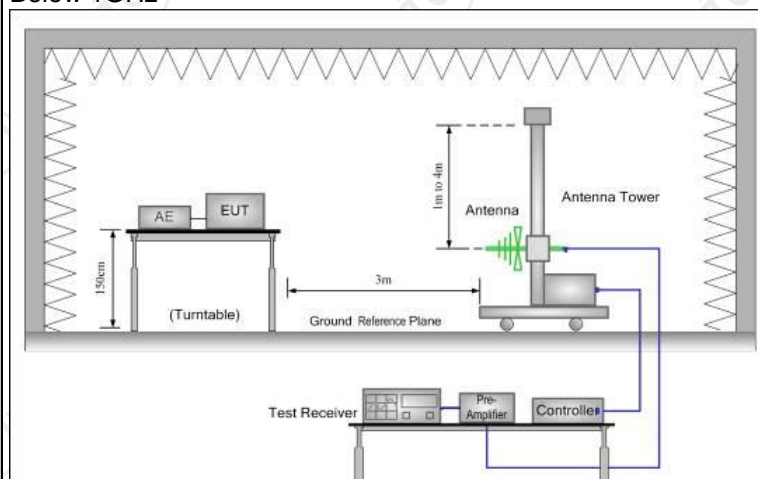 Below 1GHz
1m to 4m
Antenna Tower
Antenna
AE
EUT
150cm
3m
(Turntable)
Ground Reference Plane
Test Receiver
Pre-
Amplifier
Controller